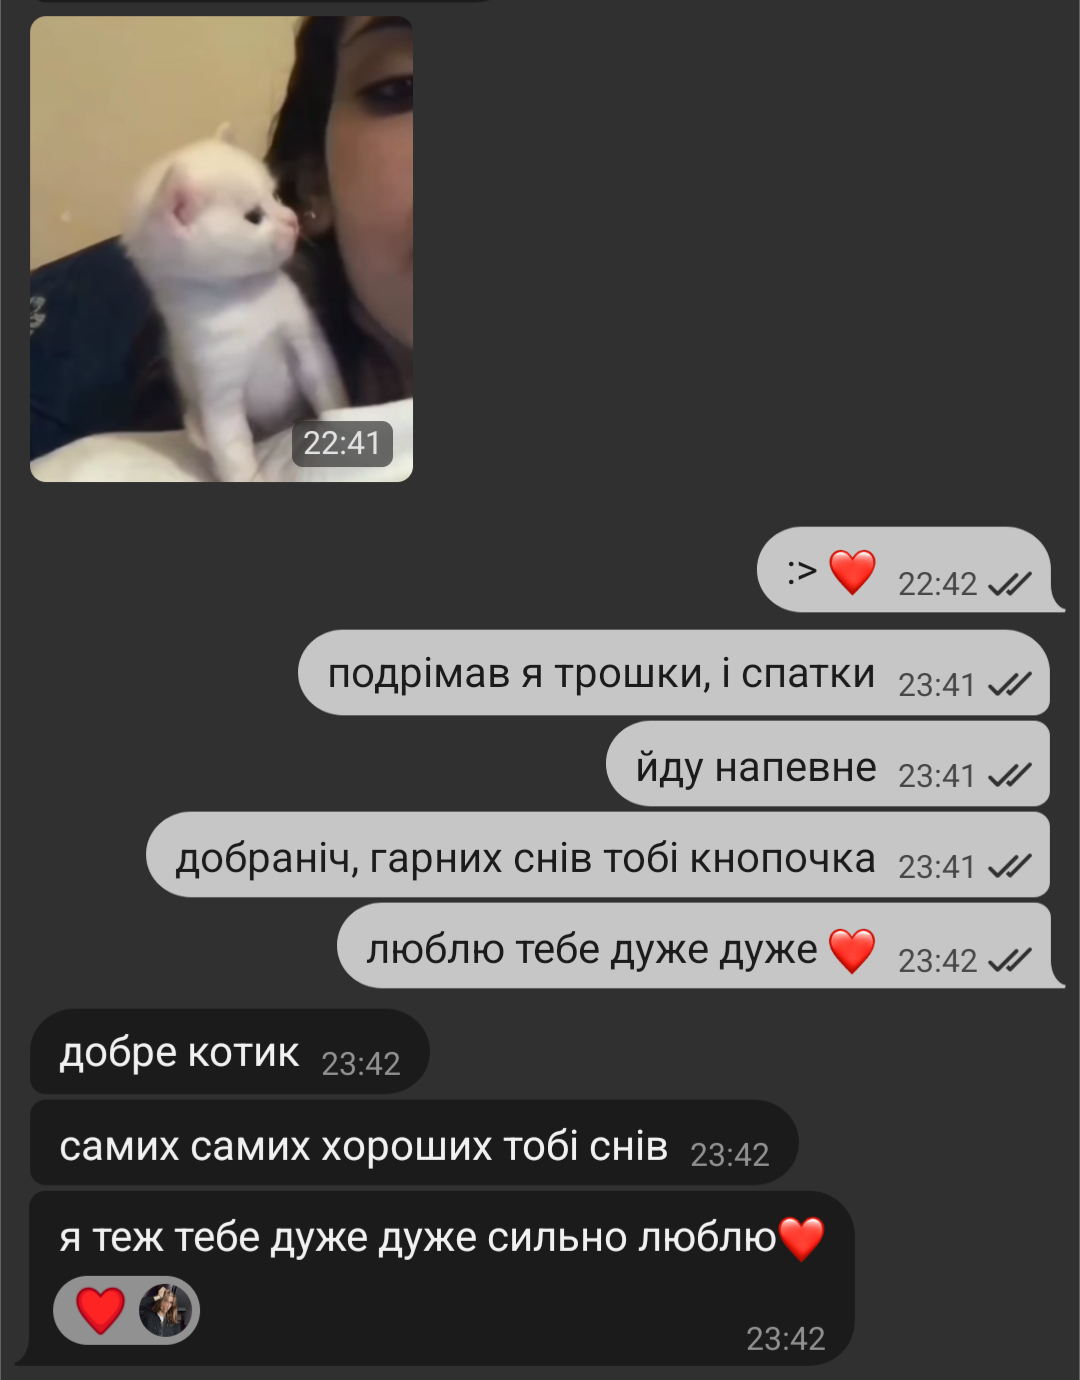 22:41
:> ❤️ 22:42
подрімав я трошки, і спатки 23:41
йду напевне 23:41
добраніч, гарних снів тобі кнопочка 23:41
люблю тебе дуже дуже ❤️ 23:42
добре котик 23:42
самих самих хороших тобі снів 23:42
я теж тебе дуже дуже сильно люблю❤️
❤️
23:42